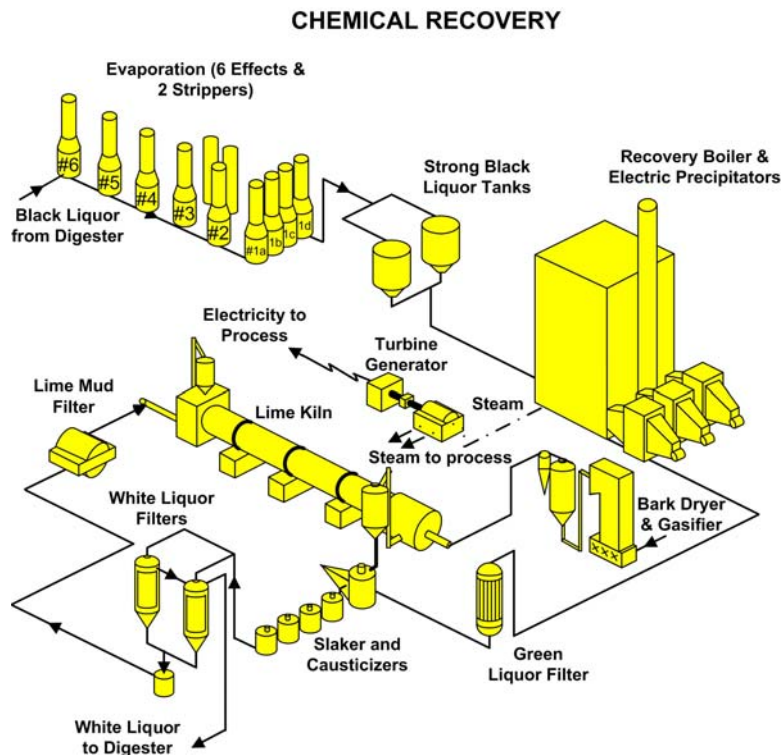 CHEMICAL RECOVERY
Evaporation (6 Effects &
2 Strippers)
#6
#5
#4
#3
#2
#1a
1b
1c
1d
Black Liquor
from Digester
Strong Black
Liquor Tanks
Recovery Boiler &
Electric Precipitators
Electricity to
Process
Turbine
Generator
Steam
Steam to process
Lime Mud
Filter
Lime Kiln
White Liquor
Filters
Bark Dryer
& Gasifier
XXX
Slaker and
Causticizers
Green
Liquor Filter
White Liquor
to Digester